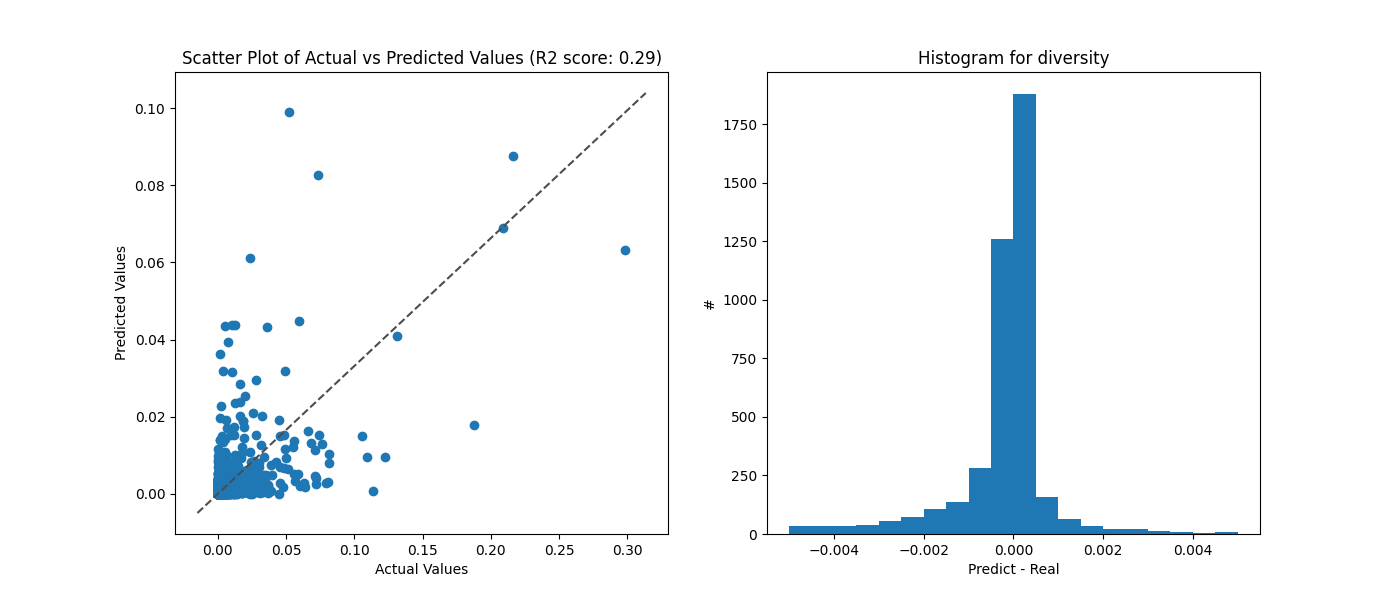 Scatter Plot of Actual vs Predicted Values (R2 score: 0.29)
0.10
0.08
0.06
0.04
0.02
0.00
Predicted Values
0.00 0.05 0.10 0.15 0.20 0.25 0.30
Actual Values
Histogram for diversity
1750
1500
1250
1000
750
500
250
0
#
−0.004 −0.002 0.000 0.002 0.004
Predict - Real